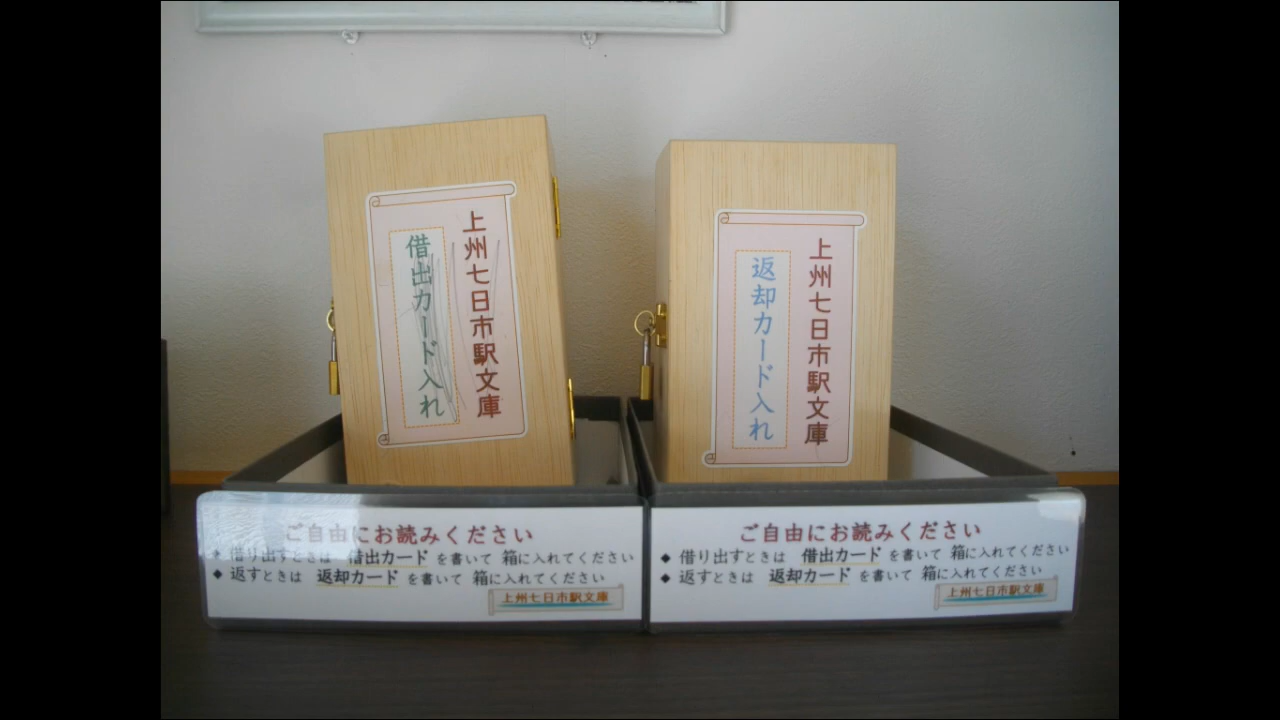 上州七日市駅文庫
借出カード入れ
上州七日市駅文庫
返却カード入れ
ご自由にお読みください
◆ 借り出すときは 借出カード を書いて 箱に入れてください
◆ 返すときは 返却カード を書いて 箱に入れてください
上州七日市駅文庫
ご自由にお読みください
◆ 借り出すときは 借出カード を書いて 箱に入れてください
◆ 返すときは 返却カード を書いて 箱に入れてください
上州七日市駅文庫